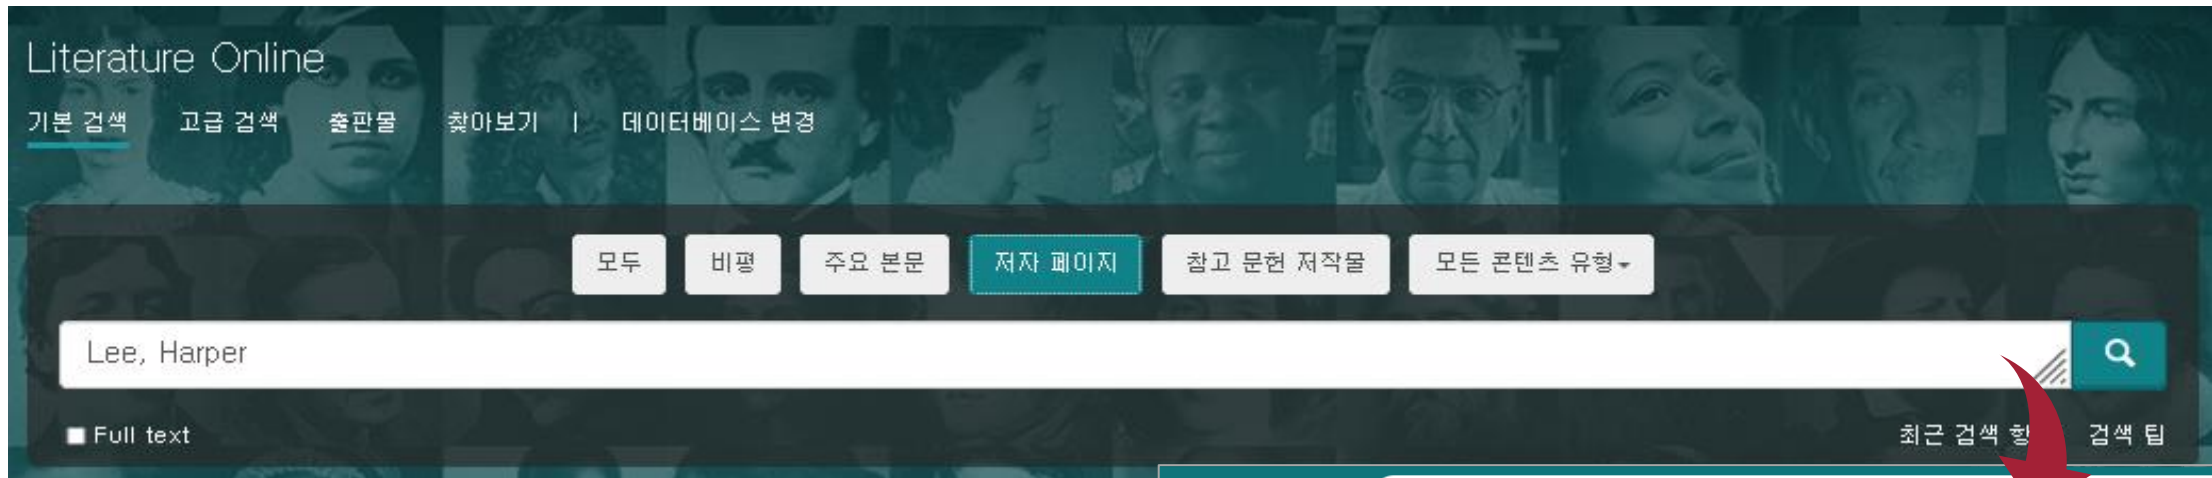 Literature Online
기본 검색 고급 검색 출판물 찾아보기 | 데이터베이스 변경
모두 비평 주요 본문 저자 페이지 참고 문헌 저작물 모든 콘텐츠 유형
Lee, Harper
Full text 최근 검색 검색 팁